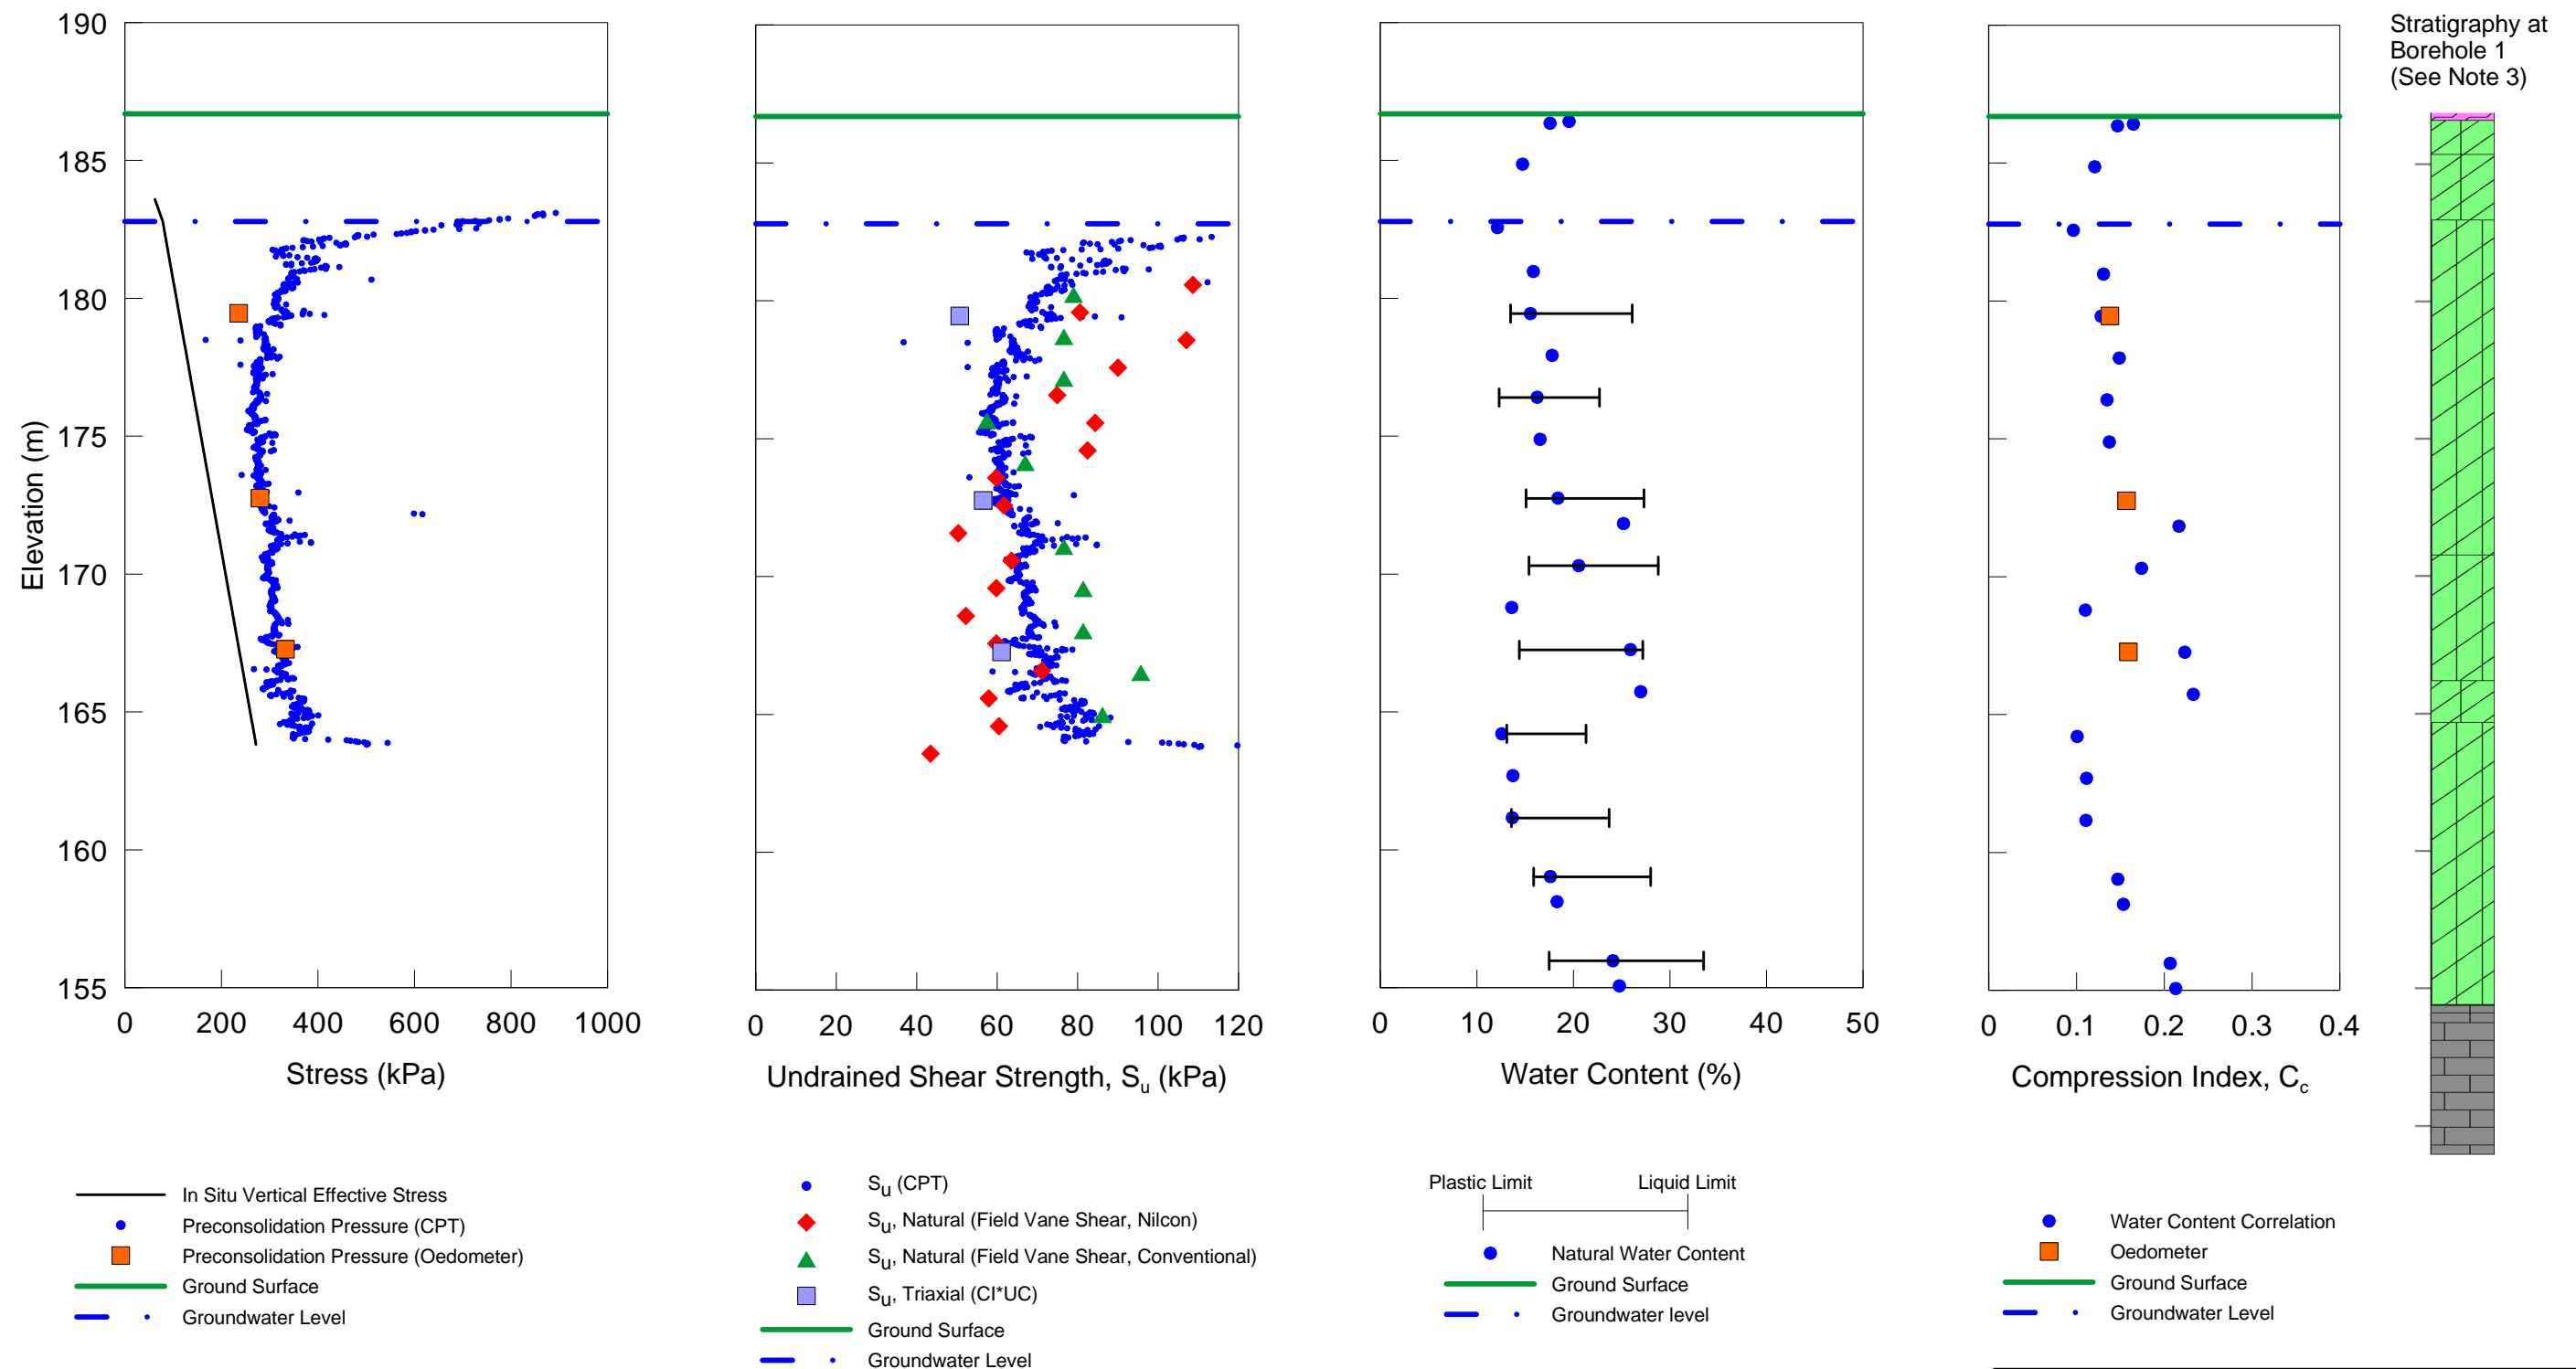 190
185
180
175
170
165
160
155
Elevation (m)
0 200 400 600 800 1000
Stress (kPa)
In Situ Vertical Effective Stress
Preconsolidation Pressure (CPT)
Preconsolidation Pressure (Oedometer)
Ground Surface
Groundwater Level
0 20 40 60 80 100 120
Undrained Shear Strength, Su (kPa)
Su (CPT)
Su, Natural (Field Vane Shear, Nilcon)
Su, Natural (Field Vane Shear, Conventional)
Su, Triaxial (CI*UC)
Ground Surface
Groundwater Level
0 10 20 30 40 50
Water Content (%)
Plastic Limit Liquid Limit
Natural Water Content
Ground Surface
Groundwater level
0 0.1 0.2 0.3 0.4
Compression Index, Cc
Water Content Correlation
Oedometer
Ground Surface
Groundwater Level
Stratigraphy at
Borehole 1
(See Note 3)